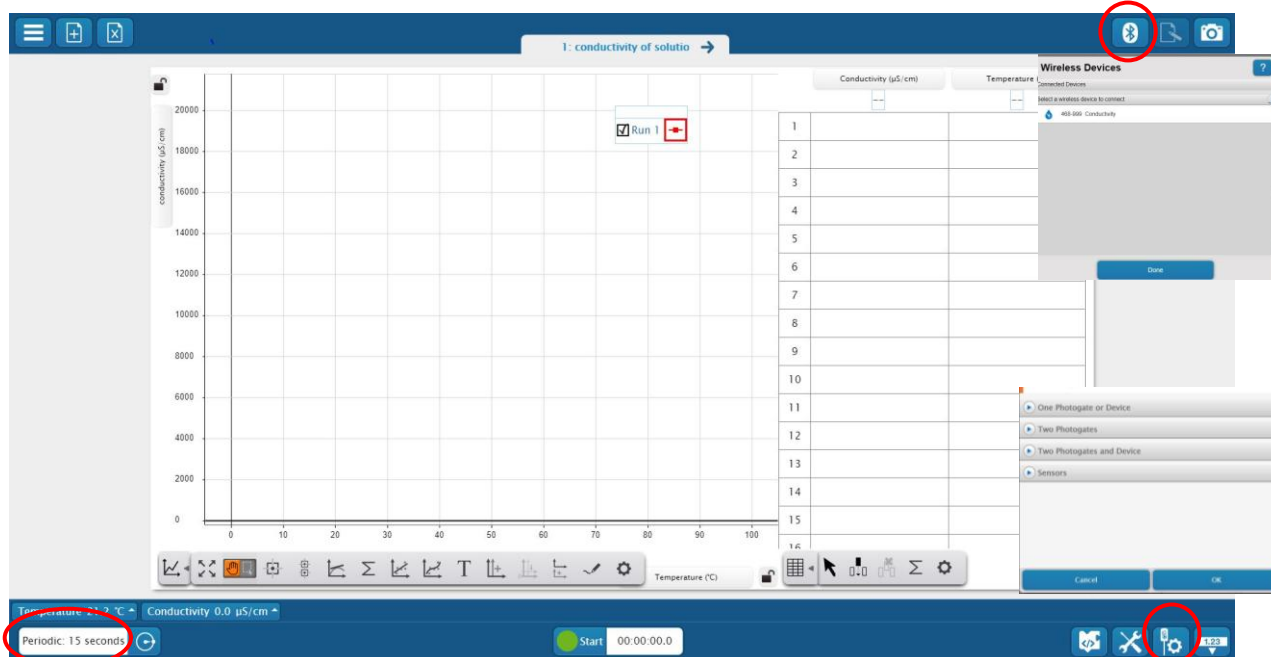 1: conductivity of solutio
Wireless Devices
?
Connected Devices
Select a wireless device to connect
468-999 Conductivity
Done
conductivity (µS/cm)
20000
18000
16000
14000
12000
10000
8000
6000
4000
2000
0
0 10 20 30 40 50 60 70 80 90 100
Run 1
Temperature (°C)
Conductivity (µS/cm) Temperature
-- --
1
2
3
4
5
6
7
8
9
10
11
12
13
14
15
16
One Photogate or Device
Two Photogates
Two Photogates and Device
Sensors
Cancel OK
Temperature 21.2 °C Conductivity 0.0 µS/cm
Periodic: 15 seconds
Start 00:00:00.0
1.23